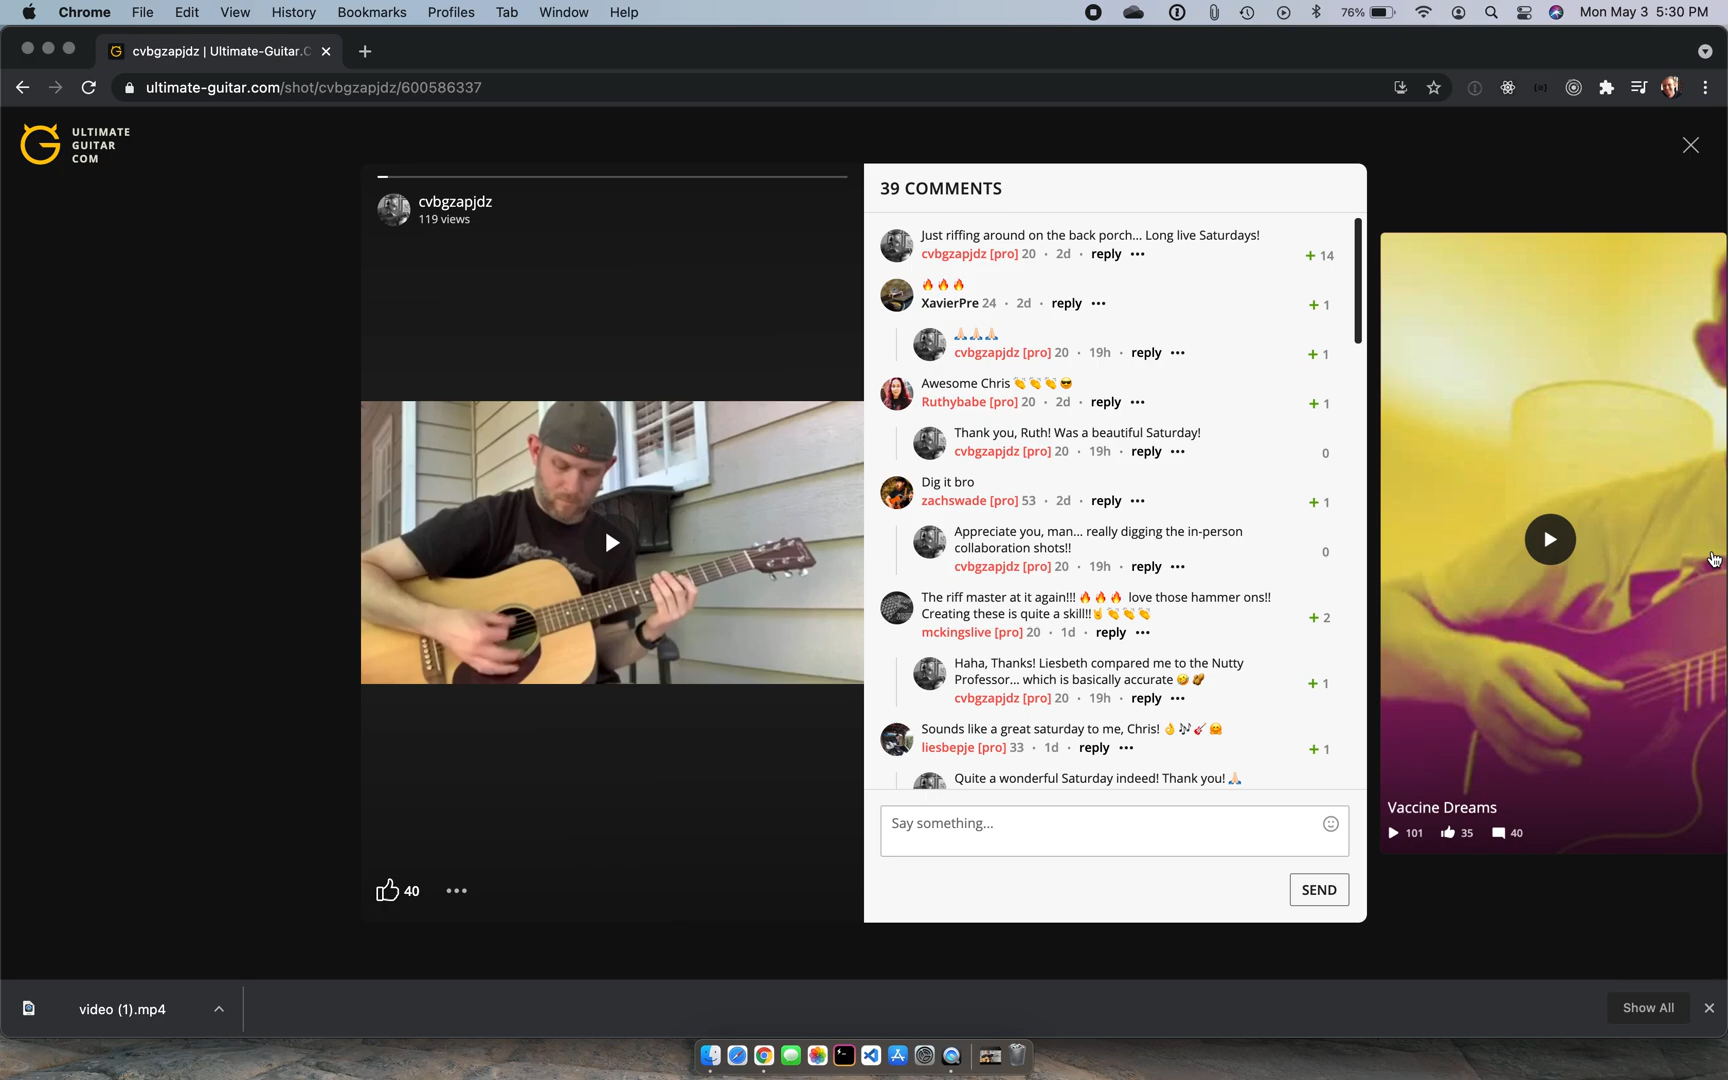 Chrome File Edit View History Bookmarks Profiles Tab Window Help
76% Mon May 3 5:30 PM
cvbgzapjdz | Ultimate-Guitar.C
ultimate-guitar.com/shot/cvbgzapjdz/600586337
ULTIMATE
GUITAR
COM
cvbgzapjdz
119 views
40
39 COMMENTS
Just riffing around on the back porch... Long live Saturdays!
cvbgzapjdz [pro] 20 · 2d · reply ••• + 14
🔥🔥🔥
XavierPre 24 · 2d · reply ••• + 1
🙏🏻🙏🏻🙏🏻
cvbgzapjdz [pro] 20 · 19h · reply ••• + 1
Awesome Chris 👏👏👏😎
Ruthybabe [pro] 20 · 2d · reply ••• + 1
Thank you, Ruth! Was a beautiful Saturday!
cvbgzapjdz [pro] 20 · 19h · reply ••• 0
Dig it bro
zachswade [pro] 53 · 2d · reply ••• + 1
Appreciate you, man... really digging the in-person
collaboration shots!!
cvbgzapjdz [pro] 20 · 19h · reply ••• 0
The riff master at it again!!! 🔥🔥🔥 love those hammer ons!!
Creating these is quite a skill!!🤘👏👏👏
mckingslive [pro] 20 · 1d · reply ••• + 2
Haha, Thanks! Liesbeth compared me to the Nutty
Professor... which is basically accurate 🤣🥜
cvbgzapjdz [pro] 20 · 19h · reply ••• + 1
Sounds like a great saturday to me, Chris! 👌🎶🎸🤗
liesbepje [pro] 33 · 1d · reply ••• + 1
Quite a wonderful Saturday indeed! Thank you!🙏🏻
Say something...
SEND
Vaccine Dreams
101 35 40
video (1).mp4
Show All